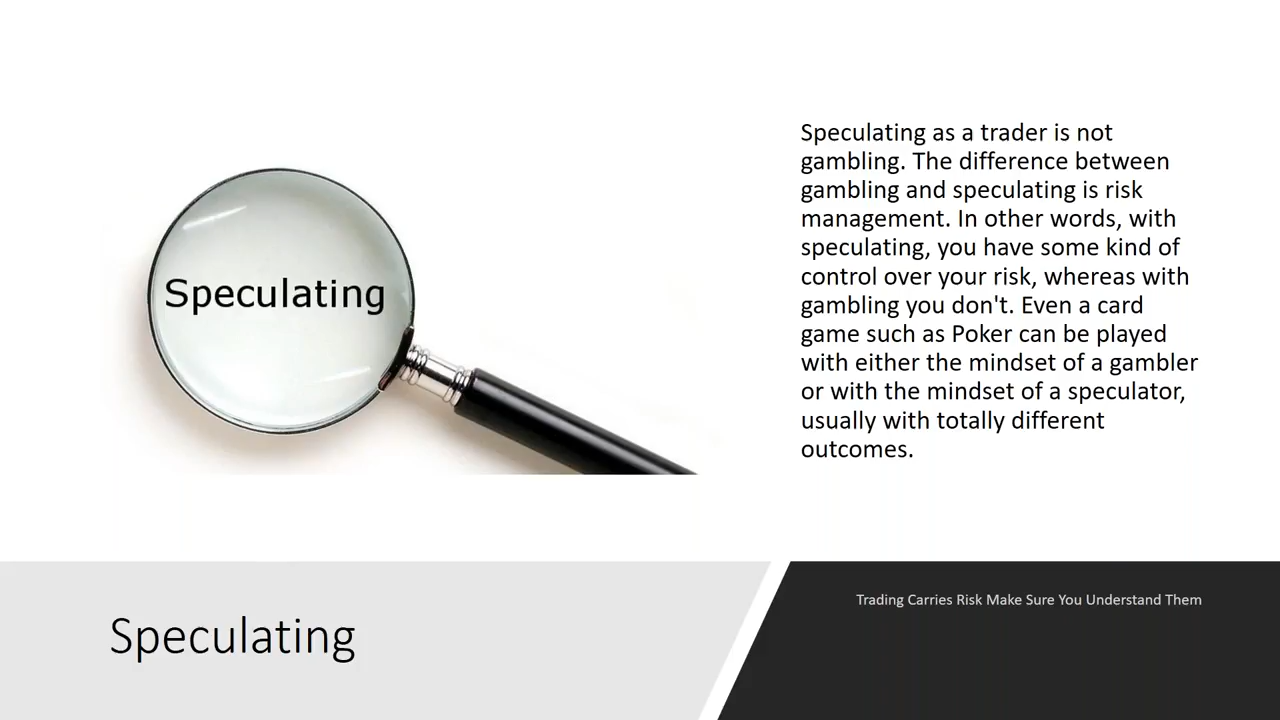 Speculating
Speculating as a trader is not
gambling. The difference between
gambling and speculating is risk
management. In other words, with
speculating, you have some kind of
control over your risk, whereas with
gambling you don't. Even a card
game such as Poker can be played
with either the mindset of a gambler
or with the mindset of a speculator,
usually with totally different
outcomes.
Speculating
Trading Carries Risk Make Sure You Understand Them